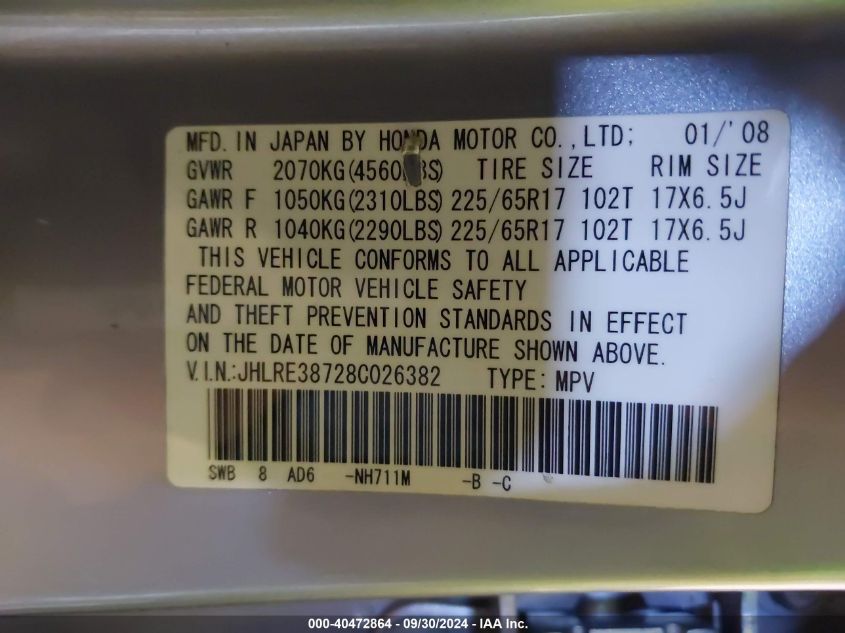 MFD. IN JAPAN BY HONDA MOTOR CO., LTD; 01/'08
GVWR 2070KG(4560LBS) TIRE SIZE RIM SIZE
GAWR F 1050KG(2310LBS) 225/65R17 102T 17X6.5J
GAWR R 1040KG(2290LBS) 225/65R17 102T 17X6.5J
THIS VEHICLE CONFORMS TO ALL APPLICABLE
FEDERAL MOTOR VEHICLE SAFETY
AND THEFT PREVENTION STANDARDS IN EFFECT
ON THE DATE OF MANUFACTURE SHOWN ABOVE.
V.I.N.:JHLRE38728C026382 TYPE: MPV
SWB 8 AD6 -NH711M -B -C
000-40472864 - 09/30/2024 - IAA Inc.